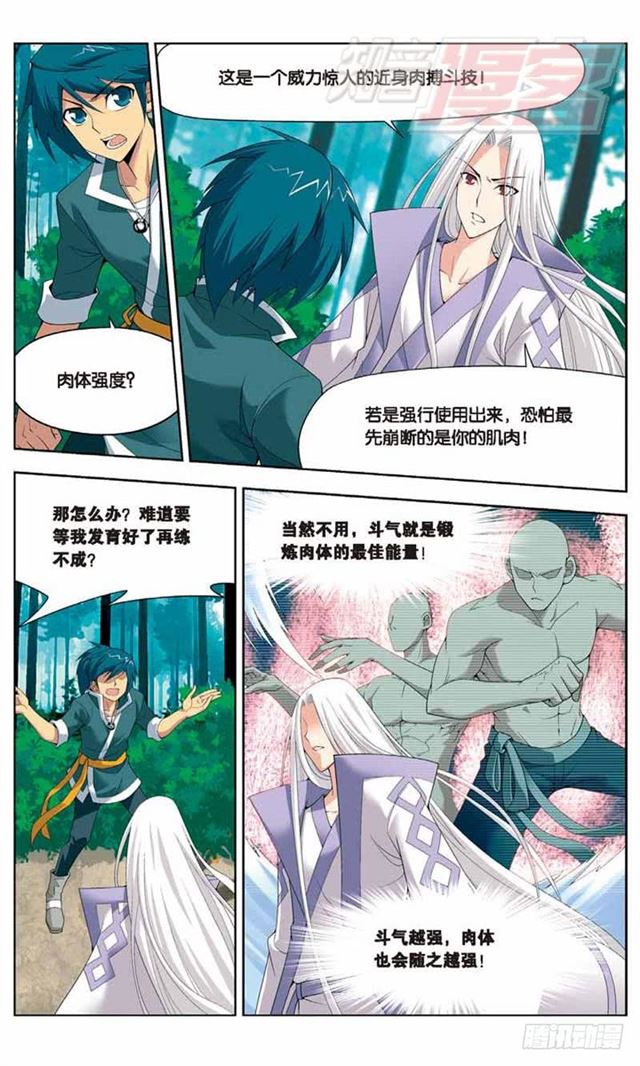 知音漫客
这是一个威力惊人的近身肉搏斗技!
肉体强度?
若是强行使用出来，恐怕最
先崩断的是你的肌肉!
那怎么办? 难道要
等我发育好了再练
不成?
当然不用，斗气就是锻
炼肉体的最佳能量!
斗气越强，肉体
也会随之越强!
腾讯动漫